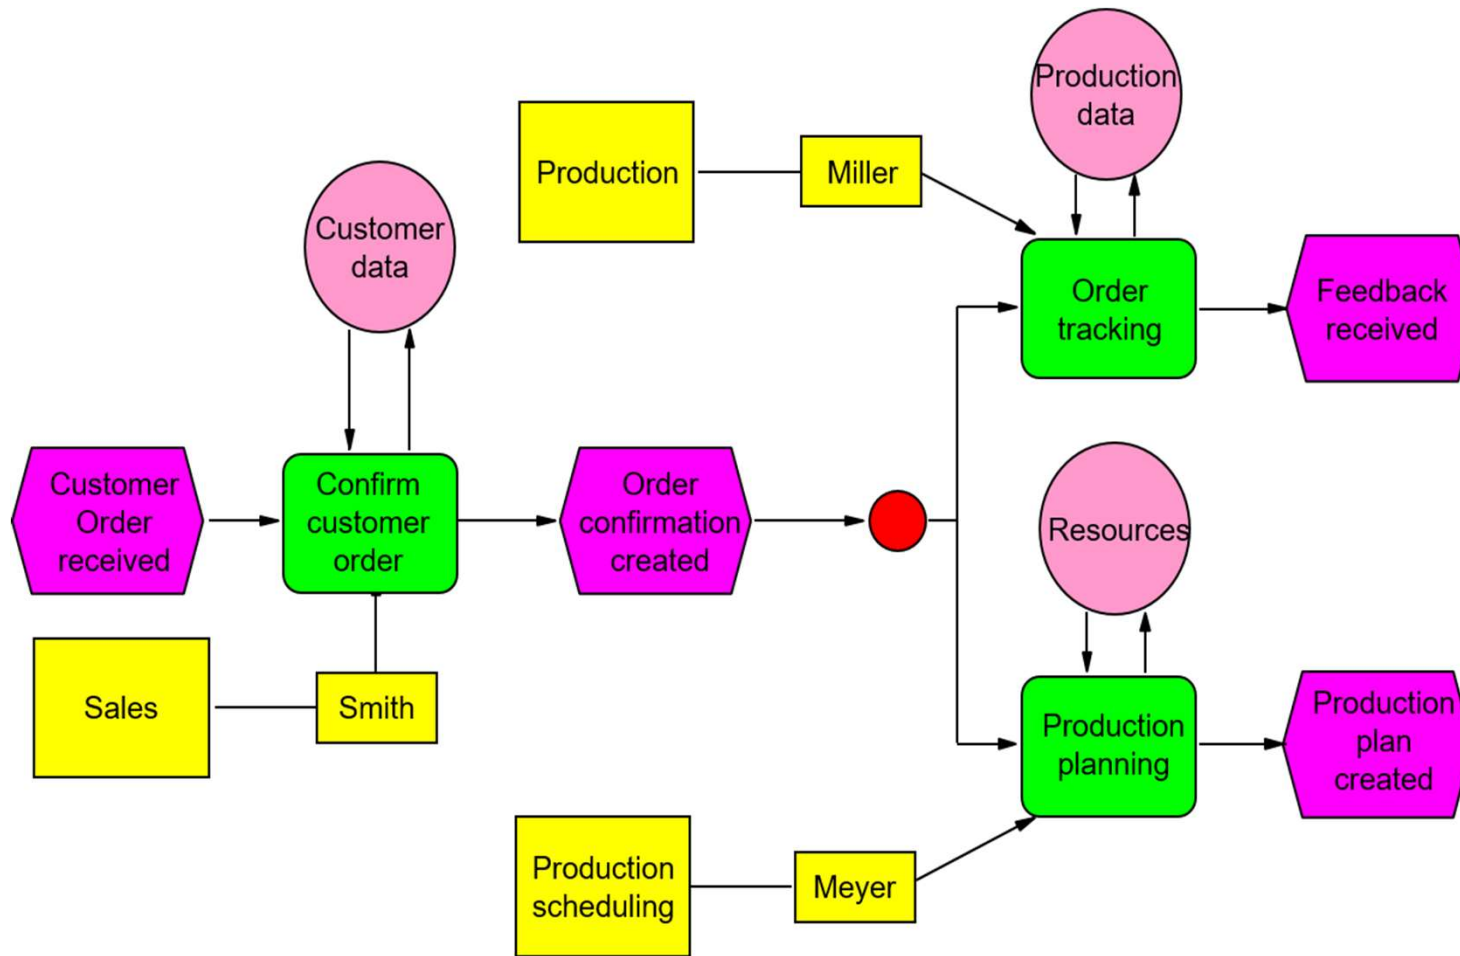 Production
data
Production
Miller
Customer
data
Order
tracking
Feedback
received
Customer
Order
received
Confirm
customer
order
Order
confirmation
created
Resources
Sales
Smith
Production
planning
Production
plan
created
Production
scheduling
Meyer